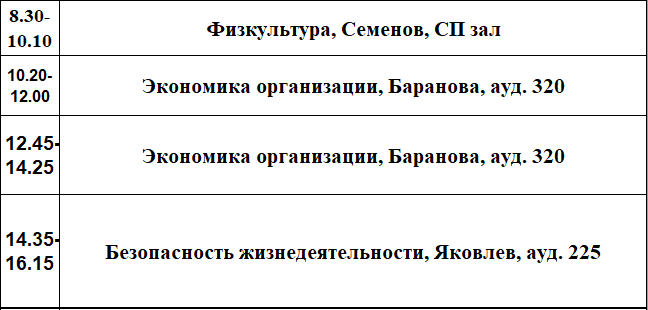 8.30-
10.10
Физкультура, Семенов, СП зал
10.20-
12.00
Экономика организации, Баранова, ауд. 320
12.45-
14.25
Экономика организации, Баранова, ауд. 320
14.35-
16.15
Безопасность жизнедеятельности, Яковлев, ауд. 225